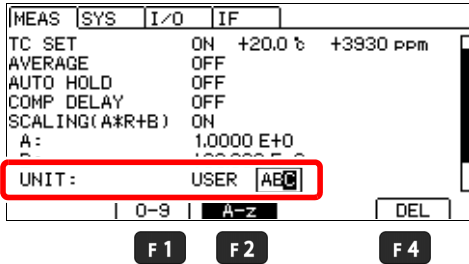 MEAS SYS I/O IF
TC SET ON +20.0 ℃ +3930 ppm
AVERAGE OFF
AUTO HOLD OFF
COMP DELAY OFF
SCALING(A*R+B) ON
A: 1.0000 E+0
UNIT: USER ABC
0-9 A-z DEL
F1 F2 F4